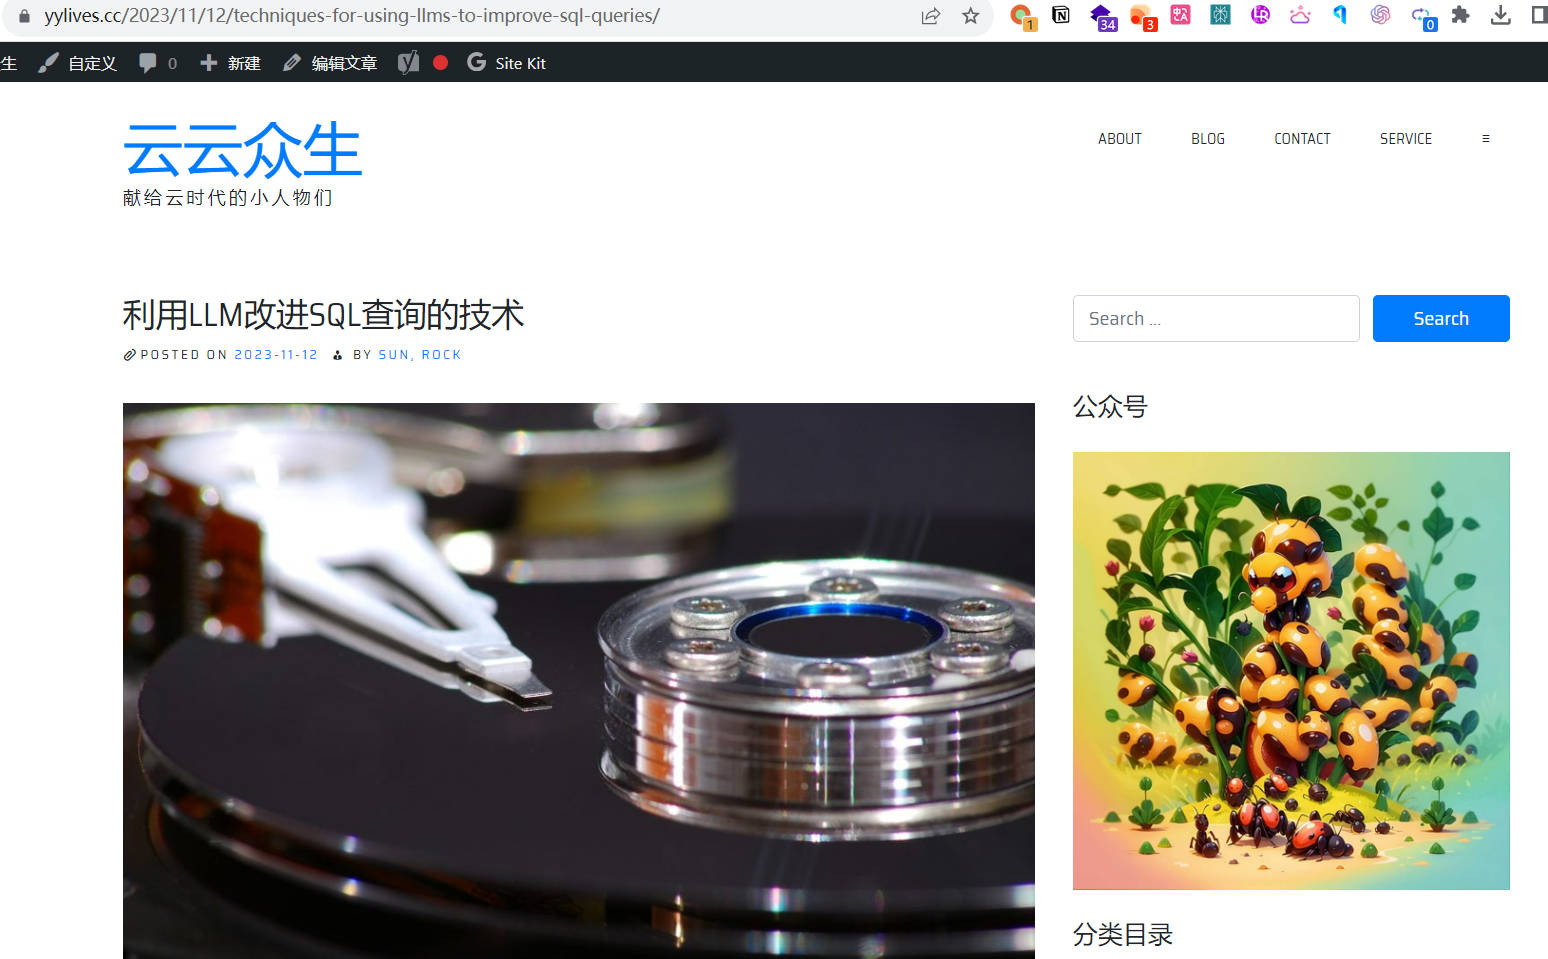 yylives.cc/2023/11/12/techniques-for-using-llms-to-improve-sql-queries/
1
34
3
中
A
LR
0
生 自定义 0 新建 编辑文章 Site Kit
云云众生
献给云时代的小人物们
ABOUT BLOG CONTACT SERVICE ≡
利用LLM改进SQL查询的技术
POSTED ON 2023-11-12 BY SUN, ROCK
Search ... Search
公众号
分类目录